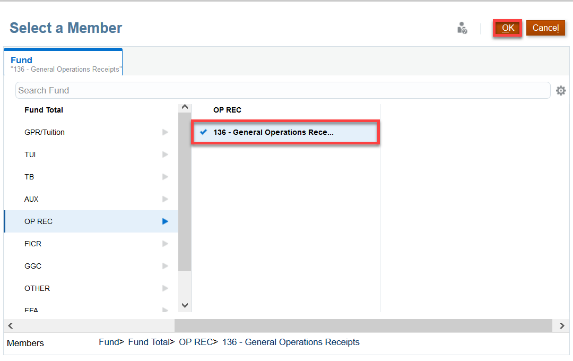 Select a Member
OK
Cancel
Fund
"136 - General Operations Receipts"
Search Fund
Fund Total
OP REC
GPR/Tuition
136 - General Operations Rece...
TUI
TB
AUX
OP REC
FICR
GGC
OTHER
FFA
Members
Fund> Fund Total> OP REC> 136 - General Operations Receipts